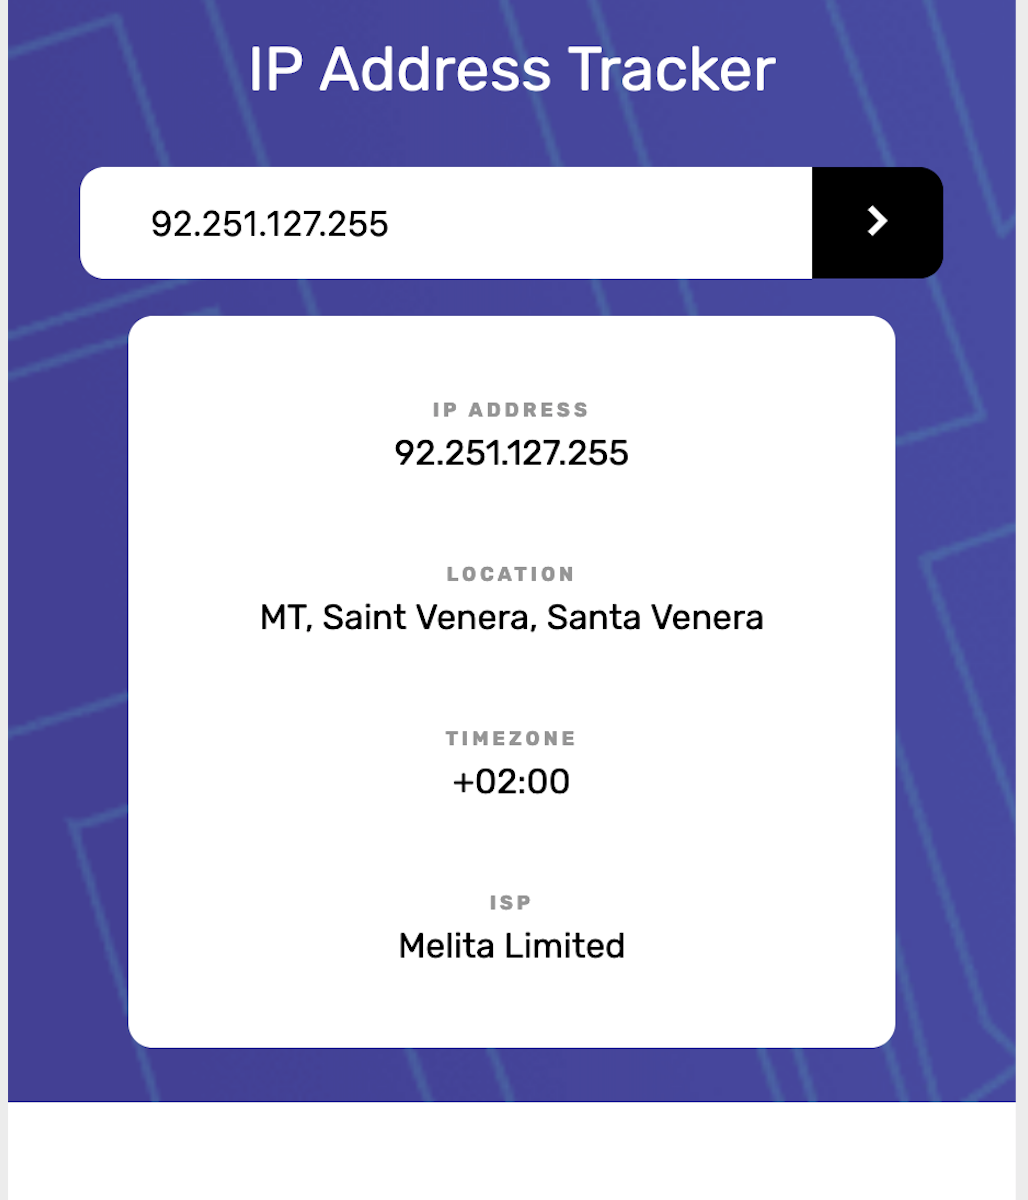 IP Address Tracker
92.251.127.255
IP ADDRESS
92.251.127.255
LOCATION
MT, Saint Venera, Santa Venera
TIMEZONE
+02:00
ISP
Melita Limited